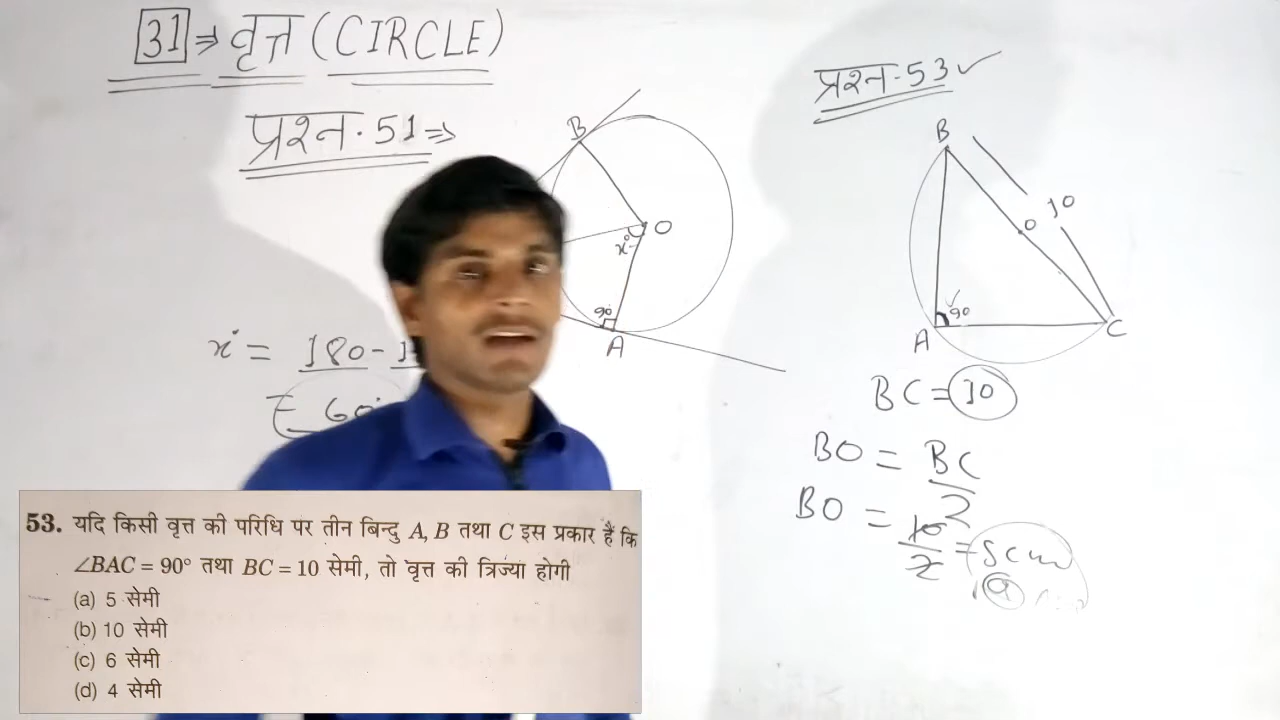 31 ⇒ वृत्त (CIRCLE)
प्रश्न· 51 ⇒
B
O
x°
90°
A
x° = 180 -
60°
प्रश्न· 53 ✓
B
10
O
90
A
C
BC = 10
BO = BC/2
BO = 10/2 = 5cm
a
53. यदि किसी वृत्त की परिधि पर तीन बिन्दु A, B तथा C इस प्रकार हैं कि
∠BAC = 90° तथा BC = 10 सेमी, तो वृत्त की त्रिज्या होगी
(a) 5 सेमी
(b) 10 सेमी
(c) 6 सेमी
(d) 4 सेमी